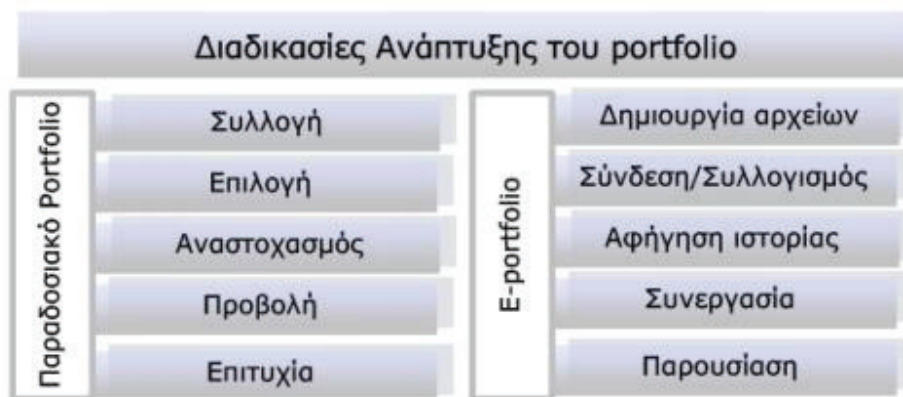 Διαδικασίες Ανάπτυξης του portfolio
Παραδοσιακό Portfolio
Συλλογή
Επιλογή
Αναστοχασμός
Προβολή
Επιτυχία
E-portfolio
Δημιουργία αρχείων
Σύνδεση/Συλλογισμός
Αφήγηση ιστορίας
Συνεργασία
Παρουσίαση